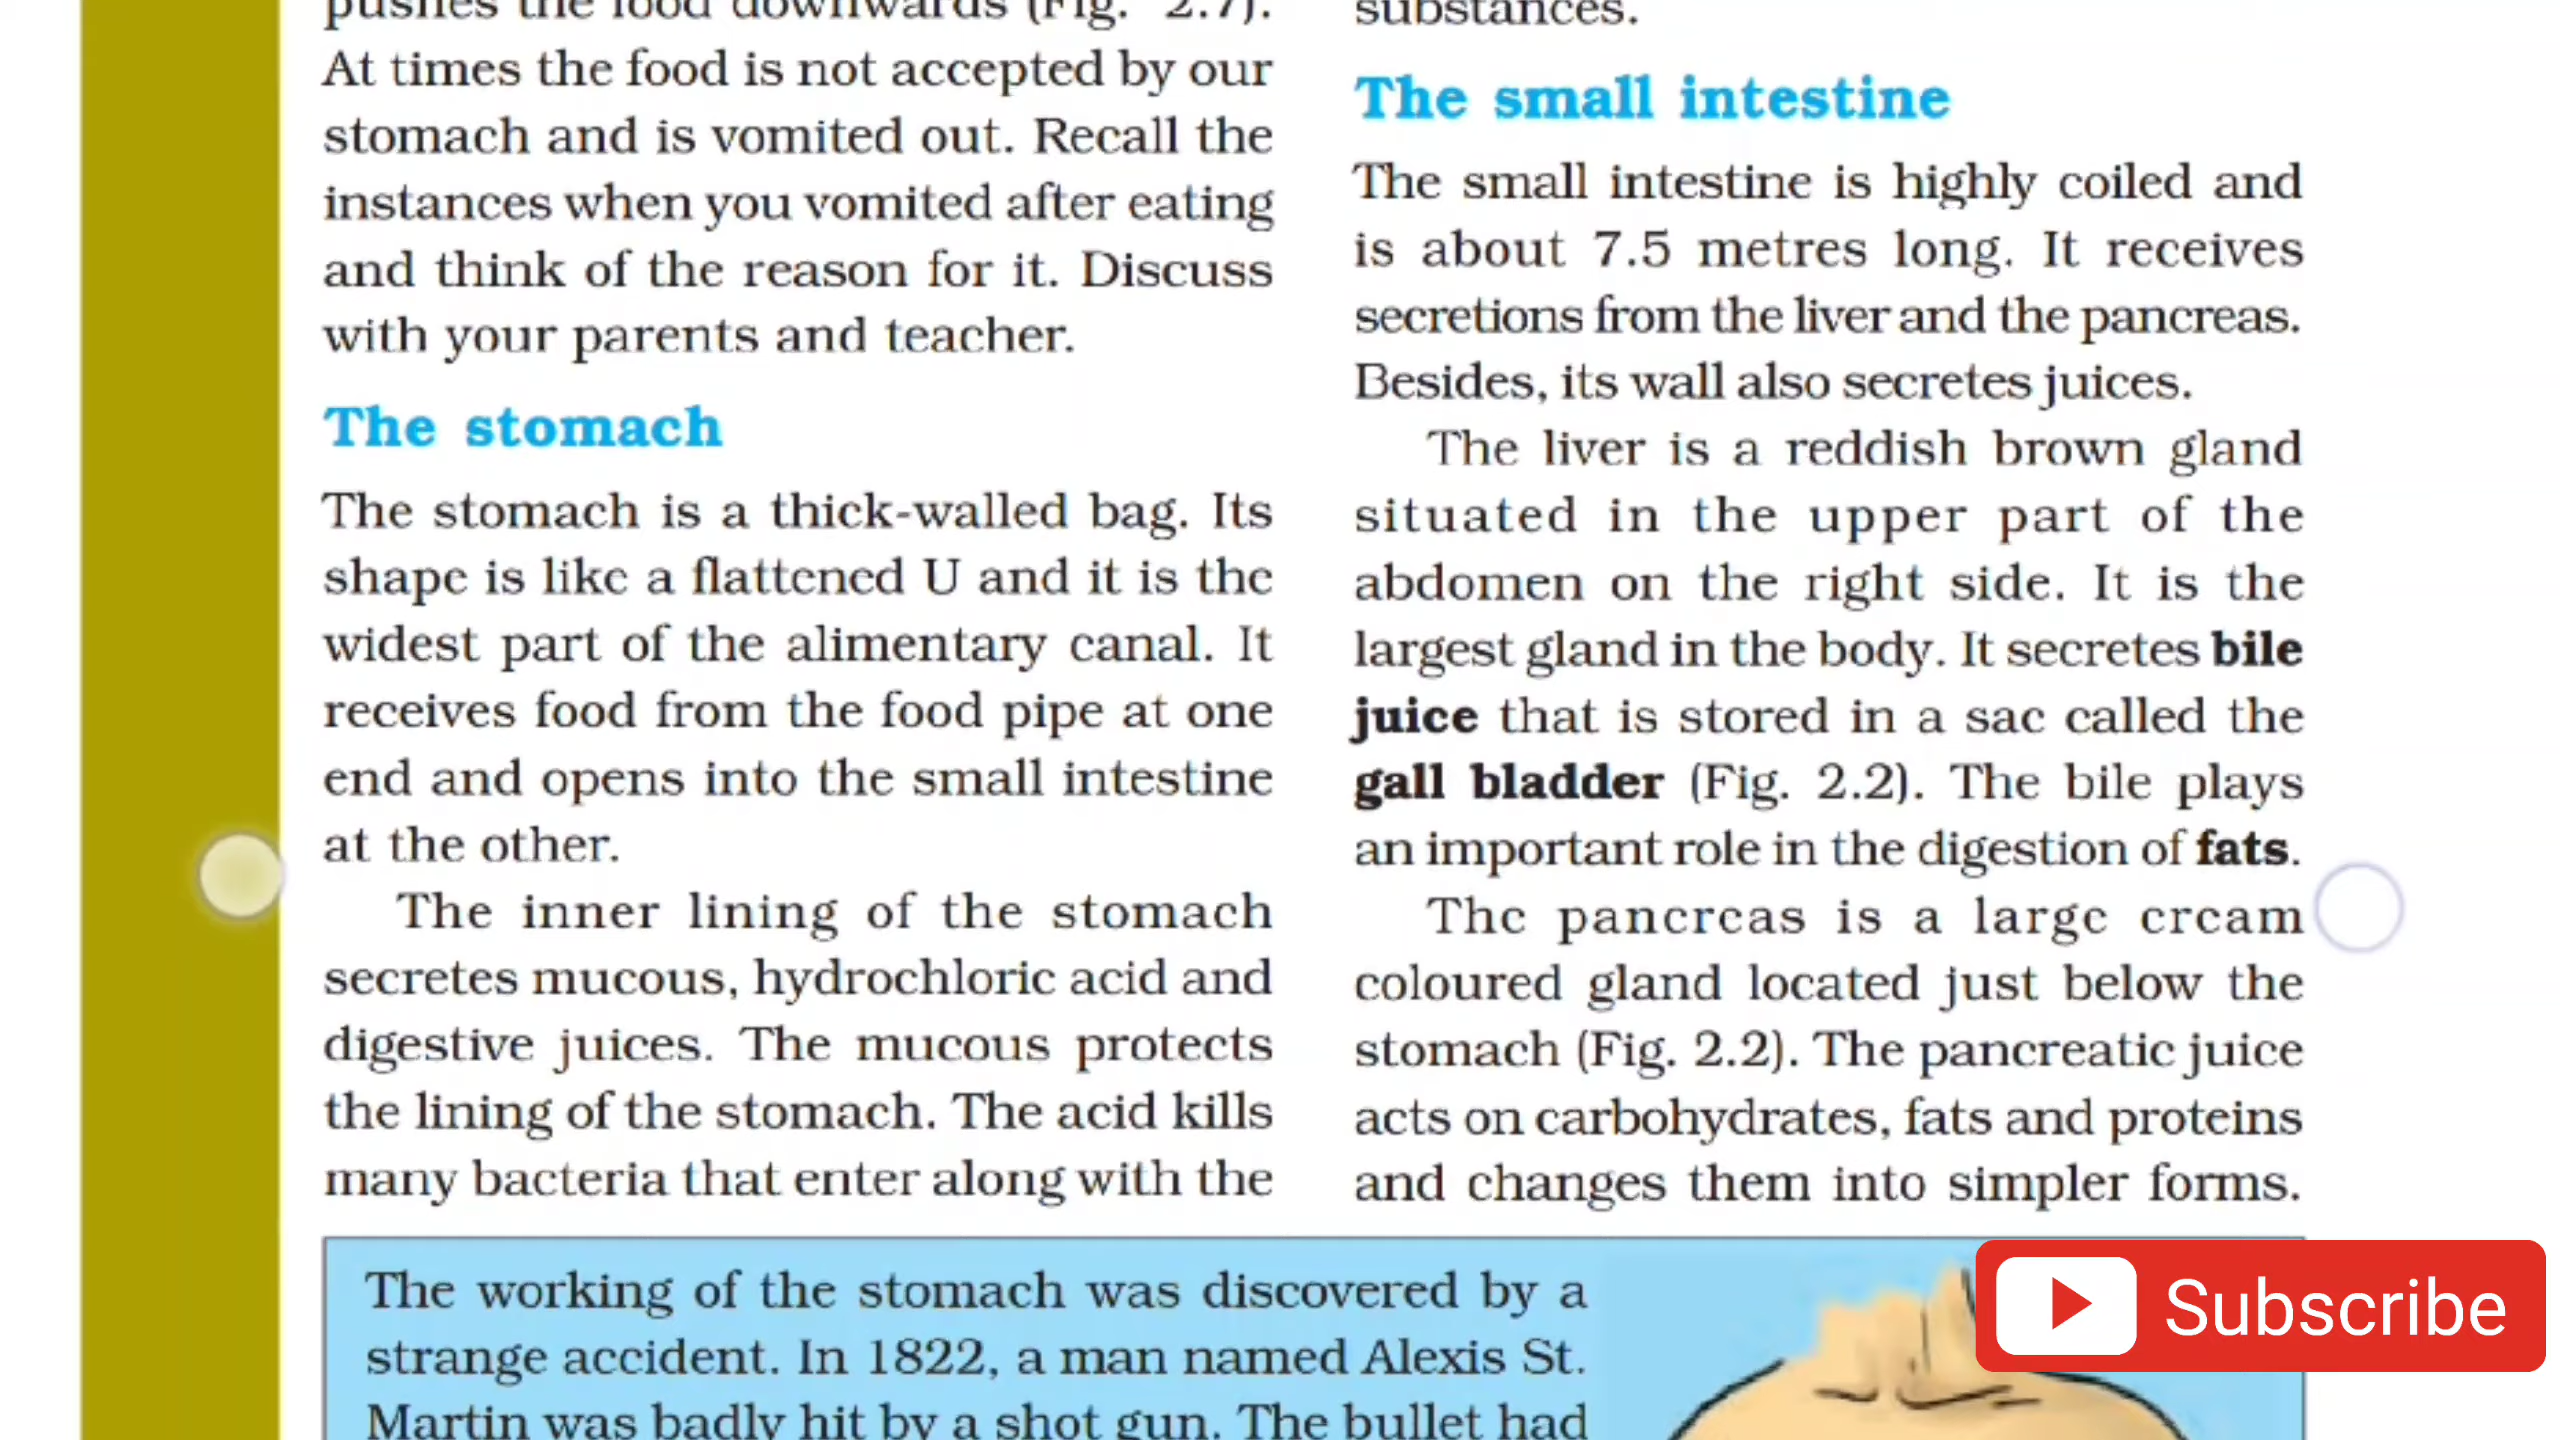 pushes the food downwards (Fig. 2.7).
At times the food is not accepted by our
stomach and is vomited out. Recall the
instances when you vomited after eating
and think of the reason for it. Discuss
with your parents and teacher.
The stomach
The stomach is a thick-walled bag. Its
shape is like a flattened U and it is the
widest part of the alimentary canal. It
receives food from the food pipe at one
end and opens into the small intestine
at the other.
The inner lining of the stomach
secretes mucous, hydrochloric acid and
digestive juices. The mucous protects
the lining of the stomach. The acid kills
many bacteria that enter along with the
substances.
The small intestine
The small intestine is highly coiled and
is about 7.5 metres long. It receives
secretions from the liver and the pancreas.
Besides, its wall also secretes juices.
The liver is a reddish brown gland
situated in the upper part of the
abdomen on the right side. It is the
largest gland in the body. It secretes bile
juice that is stored in a sac called the
gall bladder (Fig. 2.2). The bile plays
an important role in the digestion of fats.
The pancreas is a large cream
coloured gland located just below the
stomach (Fig. 2.2). The pancreatic juice
acts on carbohydrates, fats and proteins
and changes them into simpler forms.
The working of the stomach was discovered by a
strange accident. In 1822, a man named Alexis St.
Martin was badly hit by a shot gun. The bullet had
Subscribe